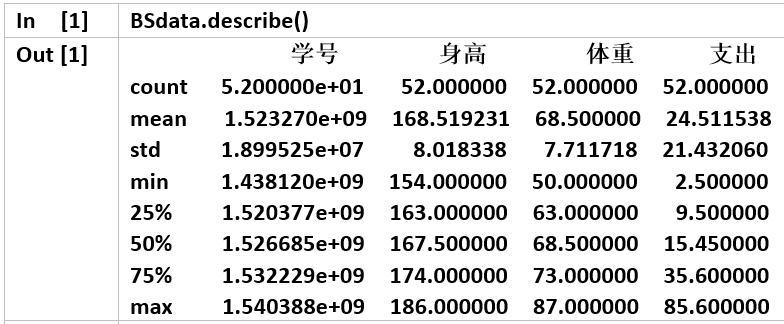 In [1] BSdata.describe()
Out [1] 学号 身高 体重 支出
count 5.200000e+01 52.000000 52.000000 52.000000
mean 1.523270e+09 168.519231 68.500000 24.511538
std 1.899525e+07 8.018338 7.711718 21.432060
min 1.438120e+09 154.000000 50.000000 2.500000
25% 1.520377e+09 163.000000 63.000000 9.500000
50% 1.526685e+09 167.500000 68.500000 15.450000
75% 1.532229e+09 174.000000 73.000000 35.600000
max 1.540388e+09 186.000000 87.000000 85.600000